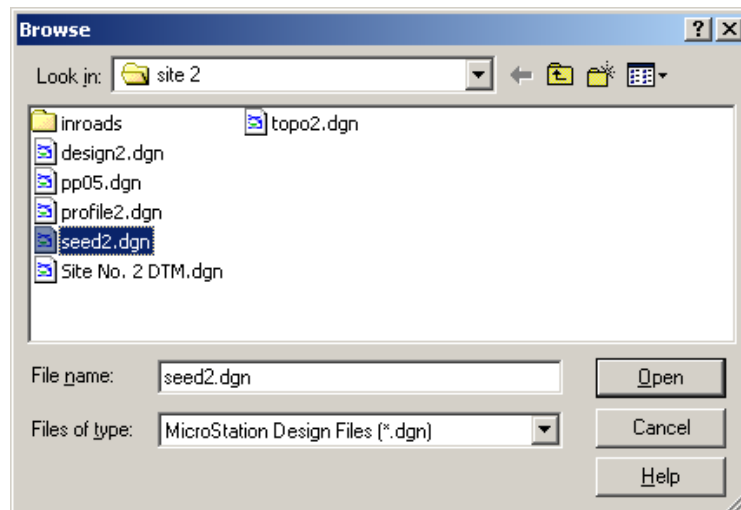 Browse
Look in: site 2
inroads topo2.dgn
design2.dgn
pp05.dgn
profile2.dgn
seed2.dgn
Site No. 2 DTM.dgn
File name: seed2.dgn Open
Files of type: MicroStation Design Files (*.dgn) Cancel
Help